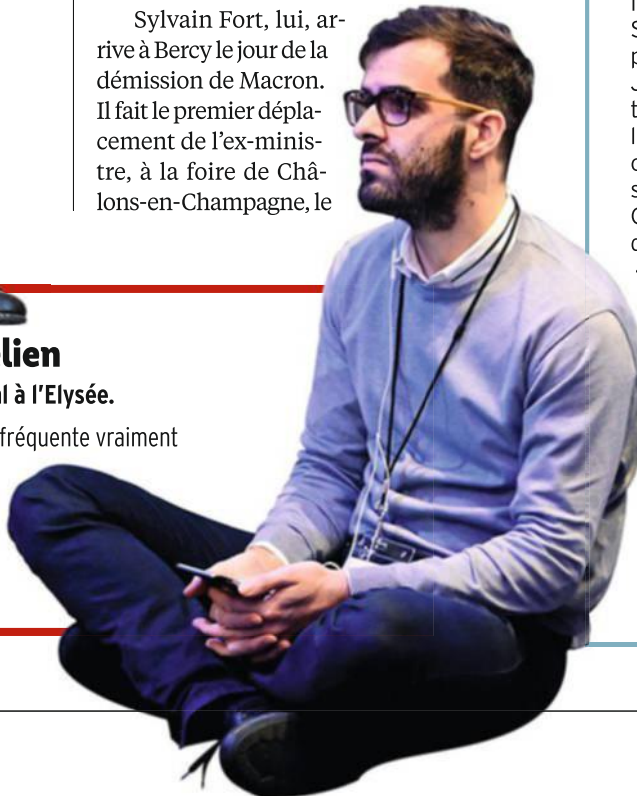 Sylvain Fort, lui, ar-
rive à Bercy le jour de la
démission de Macron.
Il fait le premier dépla-
cement de l'ex-minis-
tre, à la foire de Châ-
lons-en-Champagne, le
lien
à l'Elysée.
fréquente vraiment